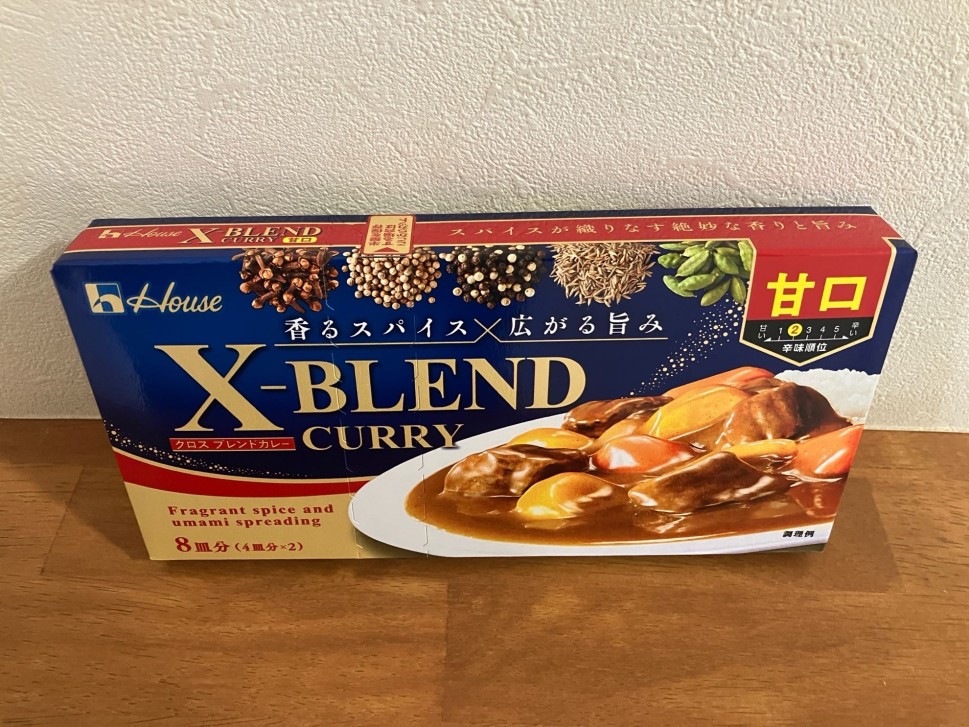 House
X-BLEND
CURRY 甘口
スパイスが織りなす絶妙な香りと旨み
House
甘口
甘い 1 2 3 4 5 辛い
辛味順位
香るスパイス×広がる旨み
X-BLEND
クロス ブレンドカレー
CURRY
Fragrant spice and
umami spreading
8皿分(4皿分×2)
調理例